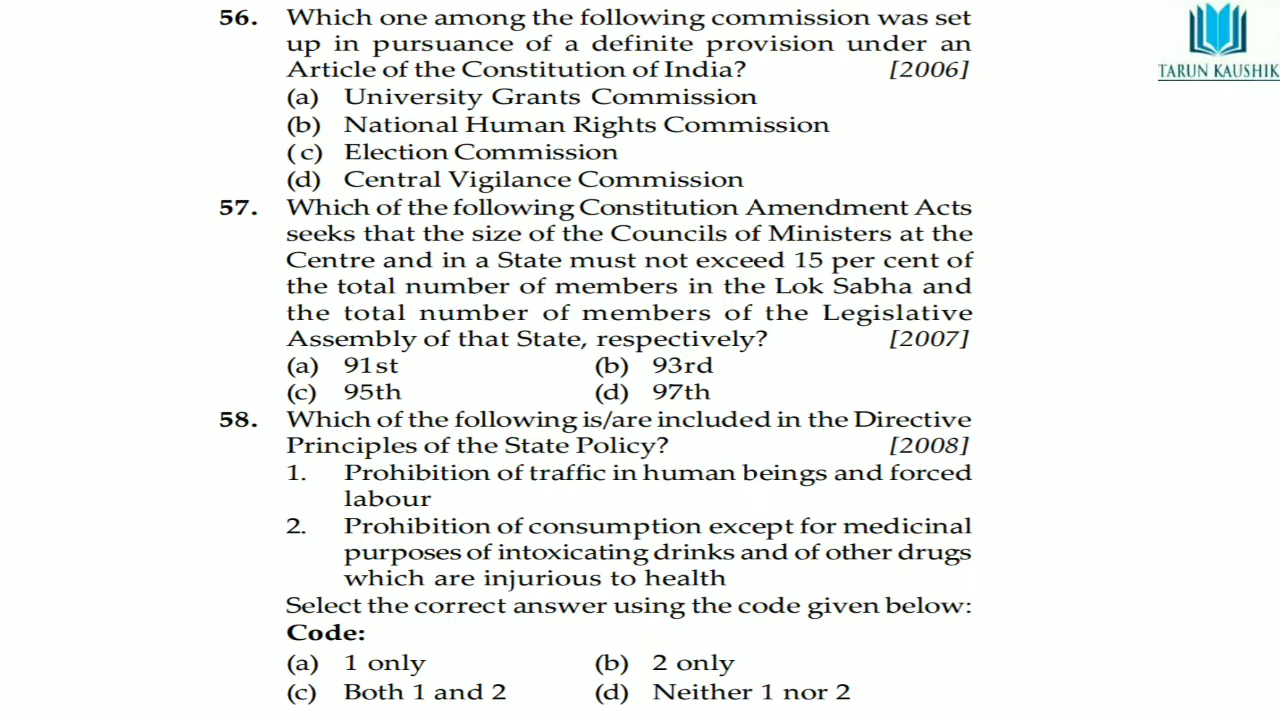 56. Which one among the following commission was set
up in pursuance of a definite provision under an
Article of the Constitution of India? [2006]
(a) University Grants Commission
(b) National Human Rights Commission
( c) Election Commission
(d) Central Vigilance Commission
57. Which of the following Constitution Amendment Acts
seeks that the size of the Councils of Ministers at the
Centre and in a State must not exceed 15 per cent of
the total number of members in the Lok Sabha and
the total number of members of the Legislative
Assembly of that State, respectively? [2007]
(a) 91st (b) 93rd
(c) 95th (d) 97th
58. Which of the following is/are included in the Directive
Principles of the State Policy? [2008]
1. Prohibition of traffic in human beings and forced
labour
2. Prohibition of consumption except for medicinal
purposes of intoxicating drinks and of other drugs
which are injurious to health
Select the correct answer using the code given below:
Code:
(a) 1 only (b) 2 only
(c) Both 1 and 2 (d) Neither 1 nor 2
TARUN KAUSHIK